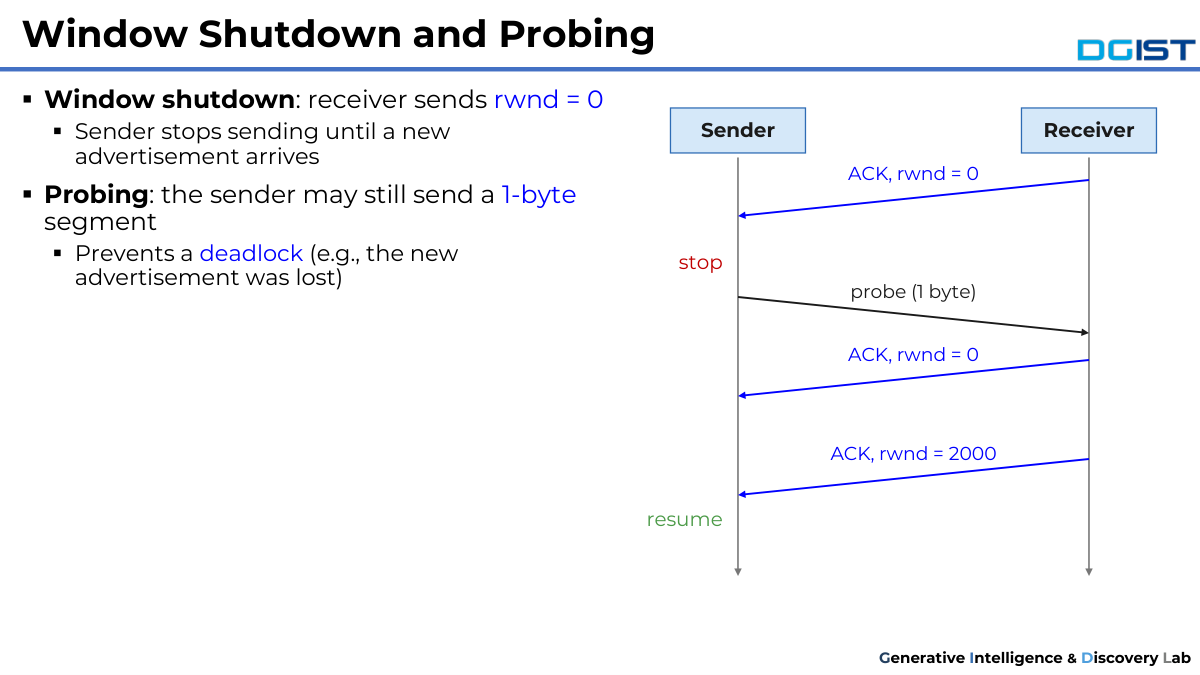 Window Shutdown and Probing
DGIST
▪ Window shutdown: receiver sends rwnd = 0
▪ Sender stops sending until a new
advertisement arrives
▪ Probing: the sender may still send a 1-byte
segment
▪ Prevents a deadlock (e.g., the new
advertisement was lost)
Sender
Receiver
ACK, rwnd = 0
stop
probe (1 byte)
ACK, rwnd = 0
ACK, rwnd = 2000
resume
Generative Intelligence & Discovery Lab